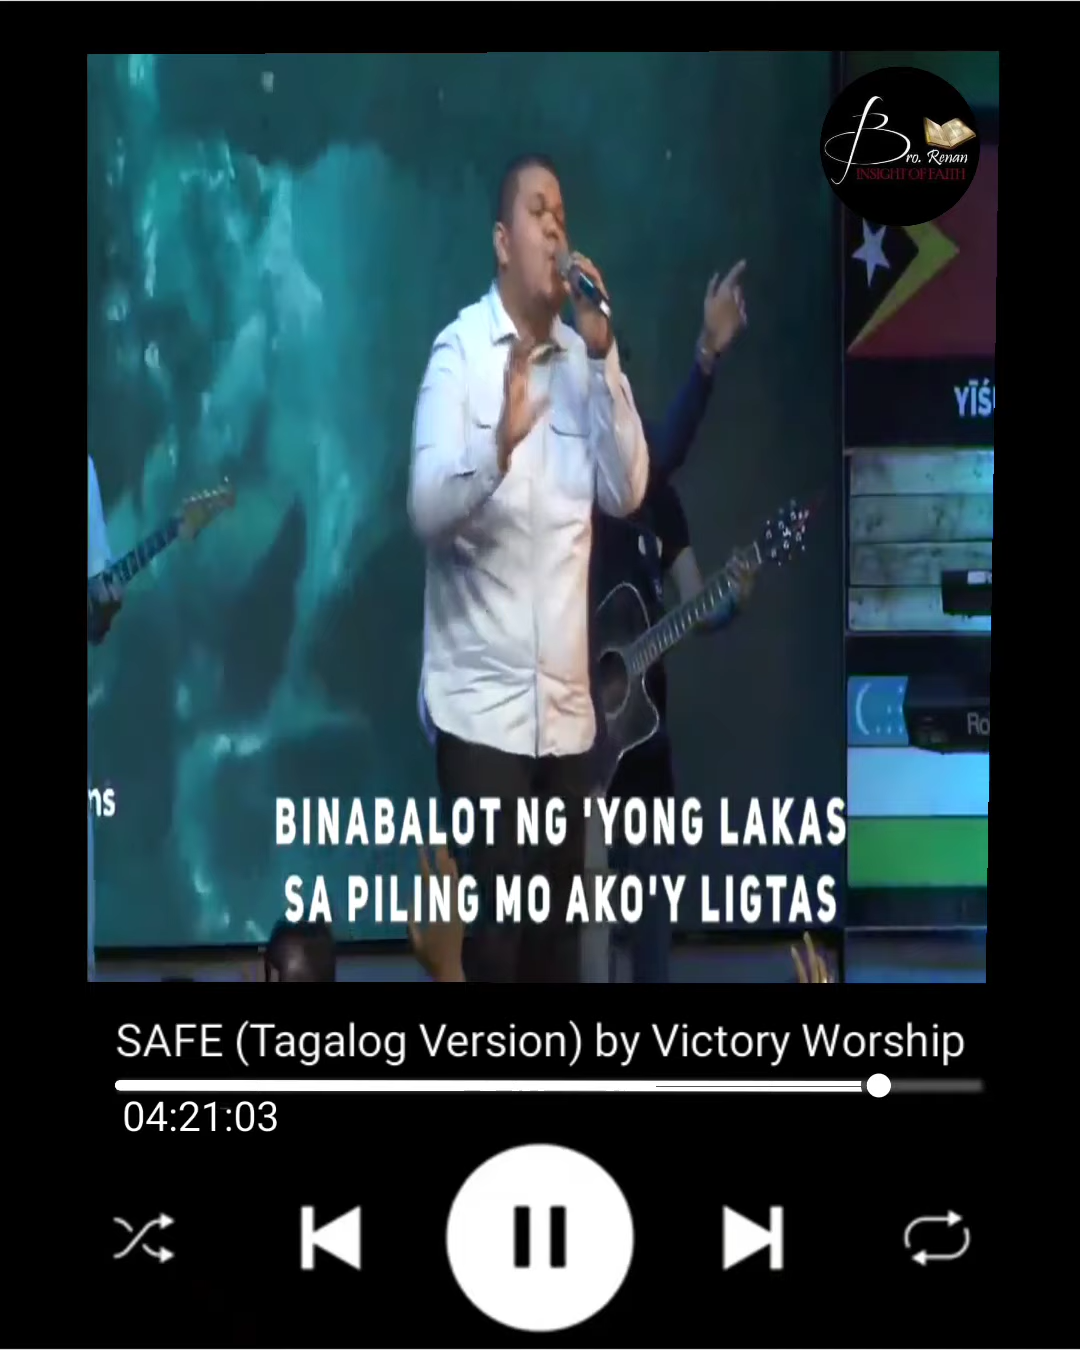 Bro. Renan
INSIGHT OF FAITH
BINABALOT NG 'YONG LAKAS
SA PILING MO AKO'Y LIGTAS
SAFE (Tagalog Version) by Victory Worship
04:21:03